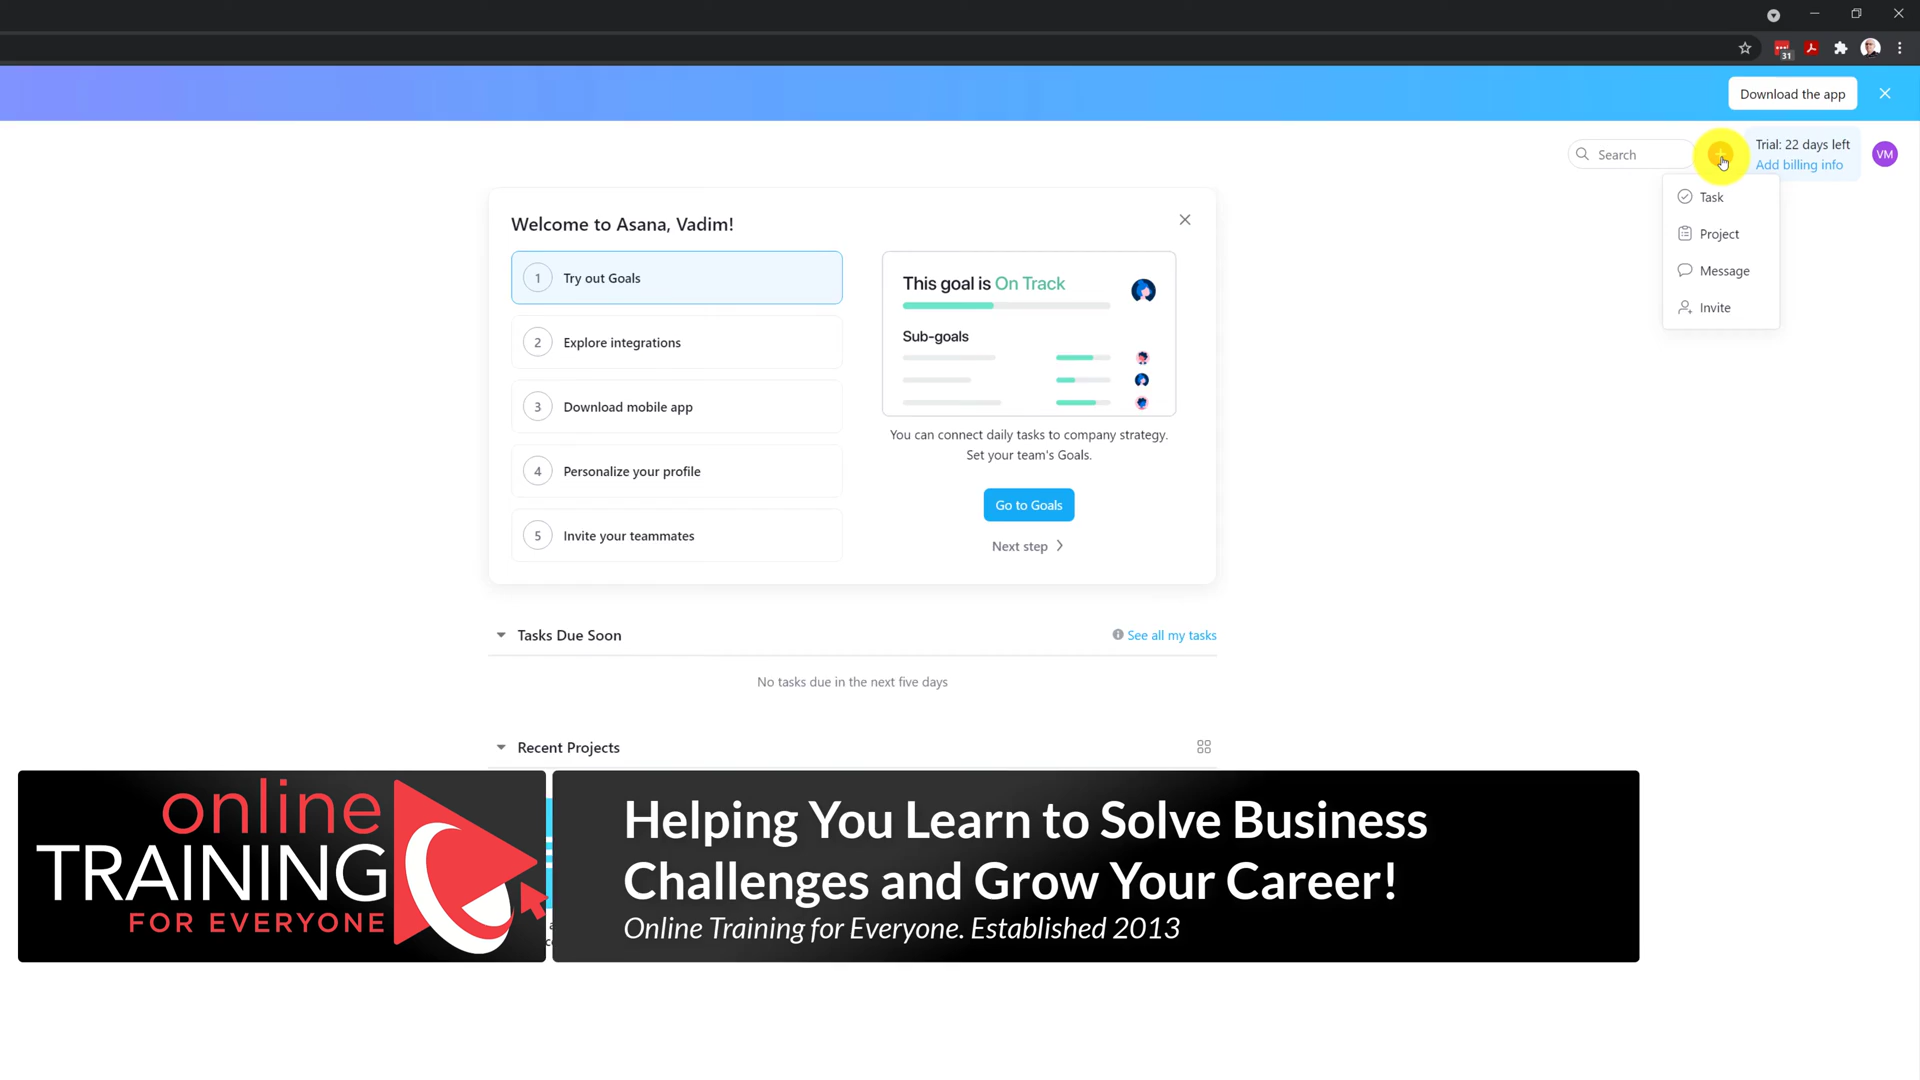 31
Download the app
Search
Trial: 22 days left
Add billing info
VM
Task
Project
Message
Invite
Welcome to Asana, Vadim!
1 Try out Goals
2 Explore integrations
3 Download mobile app
4 Personalize your profile
5 Invite your teammates
This goal is On Track
Sub-goals
You can connect daily tasks to company strategy.
Set your team's Goals.
Go to Goals
Next step
Tasks Due Soon
See all my tasks
No tasks due in the next five days
Recent Projects
online
TRAINING
FOR EVERYONE
Helping You Learn to Solve Business
Challenges and Grow Your Career!
Online Training for Everyone. Established 2013